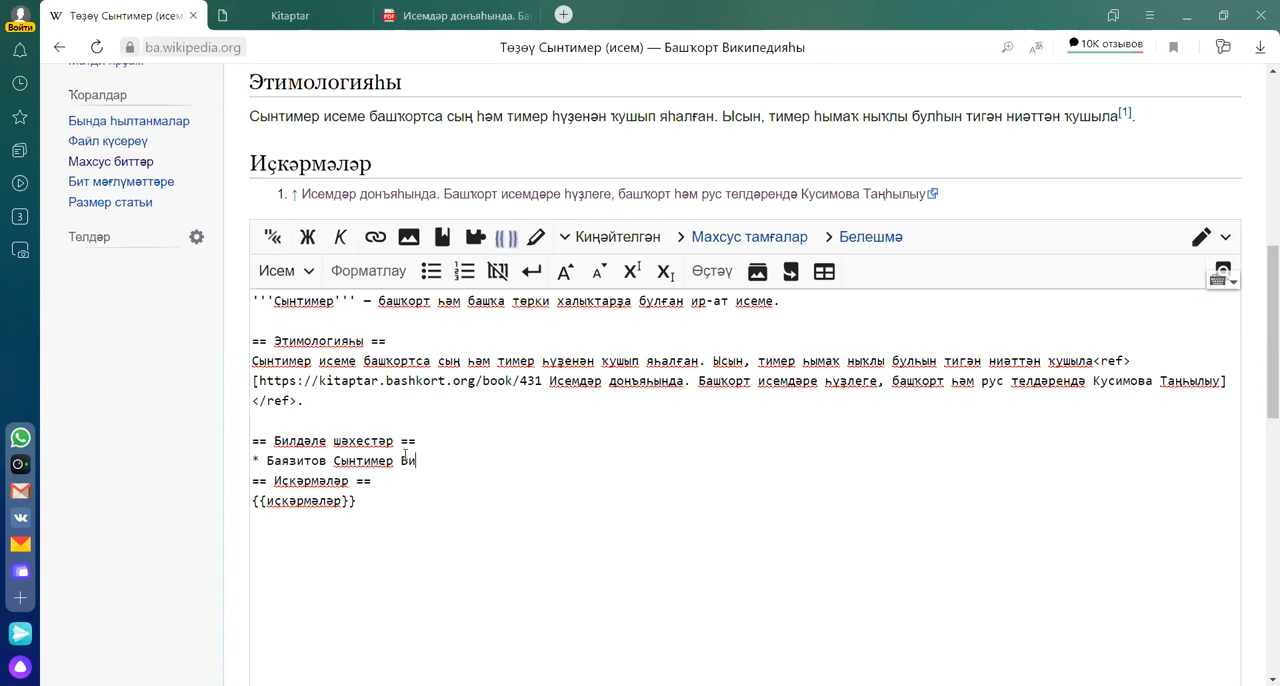 Төҙөү Сынтимер (исем
Kitaptar
Исемдәр донъяһында. Ба
Войти
ba.wikipedia.org
Төҙөү Сынтимер (исем) — Башҡорт Википедияһы
10К отзывов
Ҡоралдар
Бында һылтанмалар
Файл күсереү
Махсус биттәр
Бит мәғлүмәттәре
Размер статьи
Телдәр
Этимологияһы
Сынтимер исеме башҡортса сың һәм тимер һүҙенән ҡушып яһалған. Ысын, тимер һымаҡ ныҡлы булһын тигән ниәттән ҡушыла[1].
Иҫкәрмәләр
1. ↑ Исемдәр донъяһында. Башҡорт исемдәре һүҙлеге, башҡорт һәм рус телдәрендә Кусимова Таңһылыу
Ж К Киңәйтелгән Махсус тамғалар Белешмә
Исем Форматлау Өҫтәү
'''Сынтимер''' — башҡорт һәм башҡа төрки халыҡтарҙа булған ир-ат исеме.
== Этимологияһы ==
Сынтимер исеме башҡортса сың һәм тимер һүҙенән ҡушып яһалған. Ысын, тимер һымаҡ ныҡлы булһын тигән ниәттән ҡушыла<ref>
[https://kitaptar.bashkort.org/book/431 Исемдәр донъяһында. Башҡорт исемдәре һүҙлеге, башҡорт һәм рус телдәрендә Кусимова Таңһылыу]
</ref>.
== Билдәле шәхестәр ==
* Баязитов Сынтимер Би
== Иҫкәрмәләр ==
{{иҫкәрмәләр}}